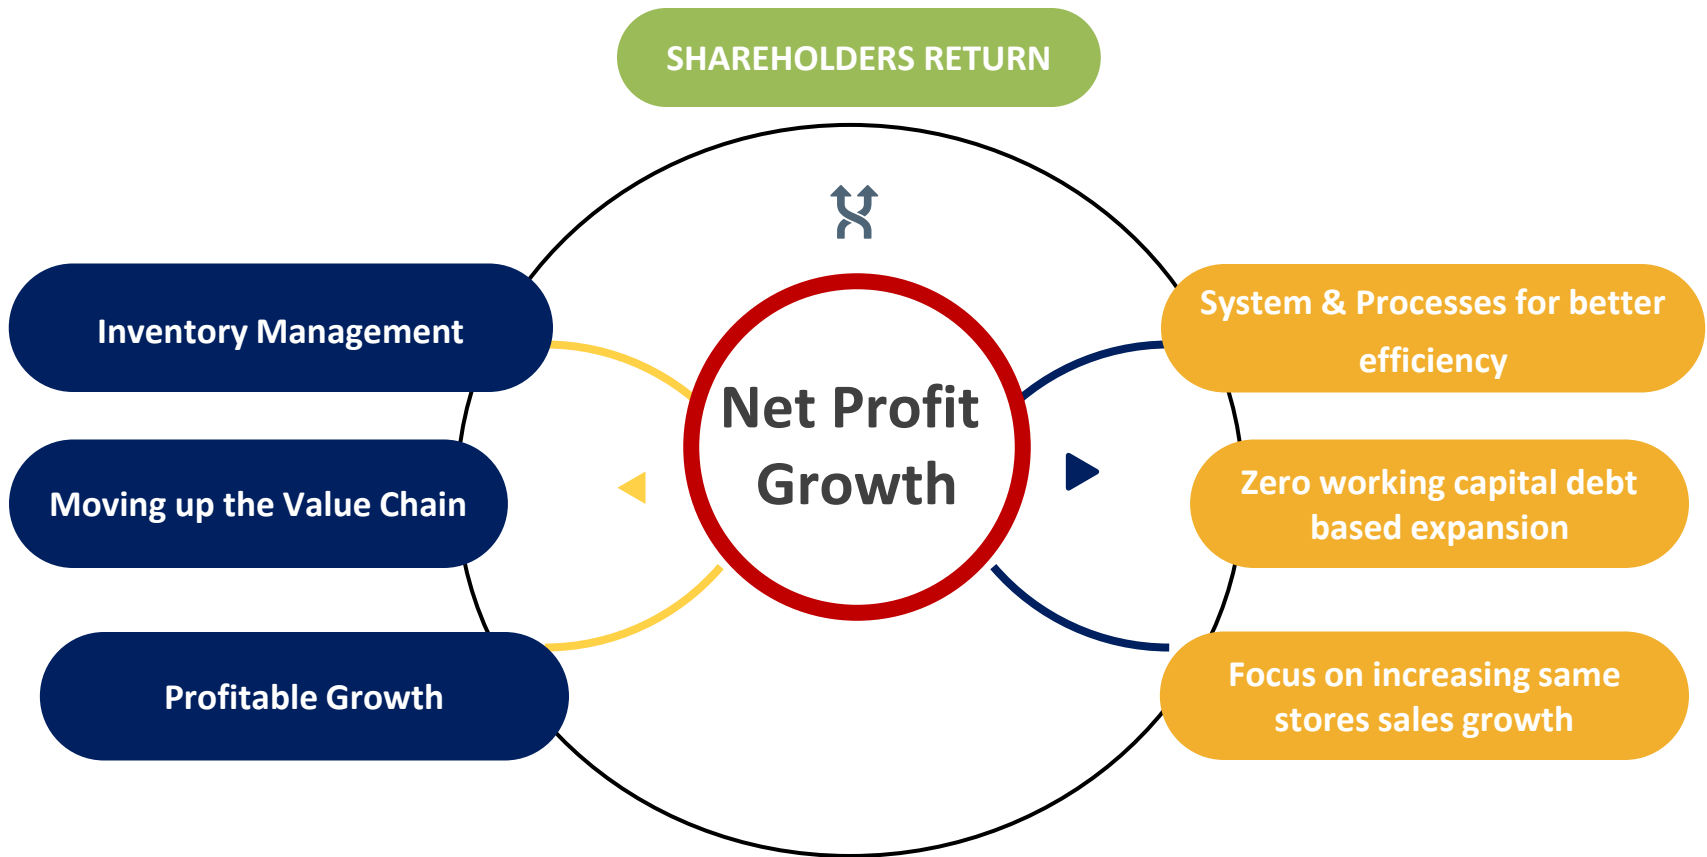 SHAREHOLDERS RETURN
Inventory Management
Moving up the Value Chain
Profitable Growth
Net Profit
Growth
System & Processes for better
efficiency
Zero working capital debt
based expansion
Focus on increasing same
stores sales growth